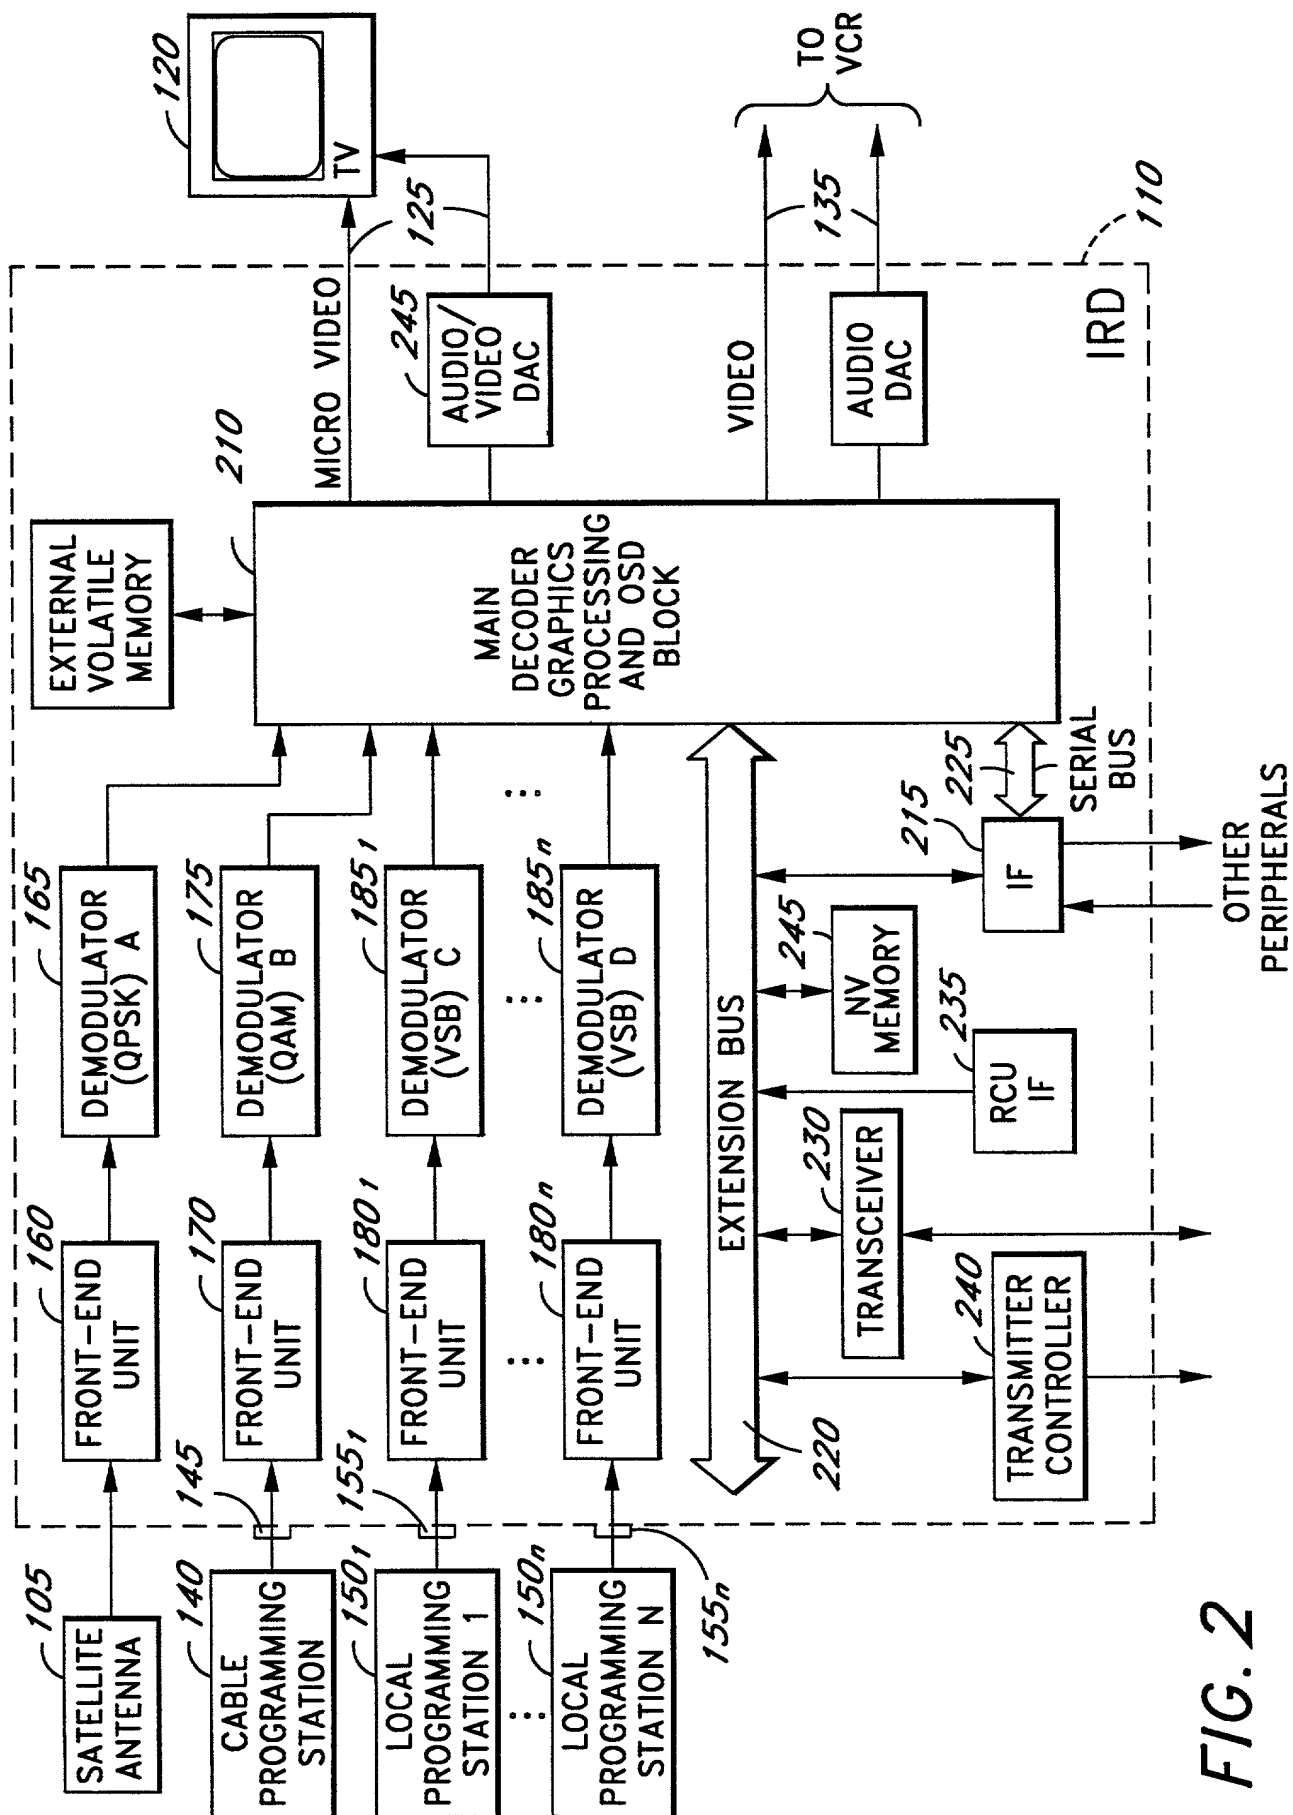 105
SATELLITE
ANTENNA
160
FRONT-END
UNIT
165
DEMODULATOR
(QPSK) A
EXTERNAL
VOLATILE
MEMORY
120
TV
140
CABLE
PROGRAMMING
STATION
145
170
FRONT-END
UNIT
175
DEMODULATOR
(QAM) B
210
MICRO VIDEO
125
150₁
LOCAL
PROGRAMMING
STATION 1
155₁
180₁
FRONT-END
UNIT
185₁
DEMODULATOR
(VSB) C
245
AUDIO/
VIDEO
DAC
MAIN
DECODER
GRAPHICS
PROCESSING
AND OSD
BLOCK
150n
LOCAL
PROGRAMMING
STATION N
155n
180n
FRONT-END
UNIT
185n
DEMODULATOR
(VSB) D
EXTENSION BUS
220
VIDEO
135
TO
VCR
AUDIO
DAC
TRANSCEIVER
230
245
NV
MEMORY
215
IF
225
SERIAL
BUS
TRANSMITTER
CONTROLLER
240
RCU
IF
235
IRD
110
OTHER
PERIPHERALS
FIG. 2